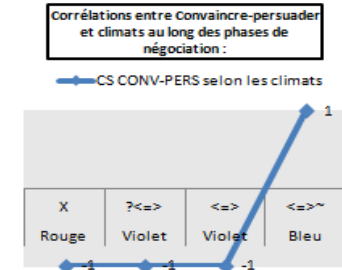 Corrélations entre Convaincre-persuader
et climats au long des phases de
négociation :
CS CONV-PERS selon les climats
1
X ?<=> <=> <=>~
Rouge Violet Violet Bleu
-1 -1 -1